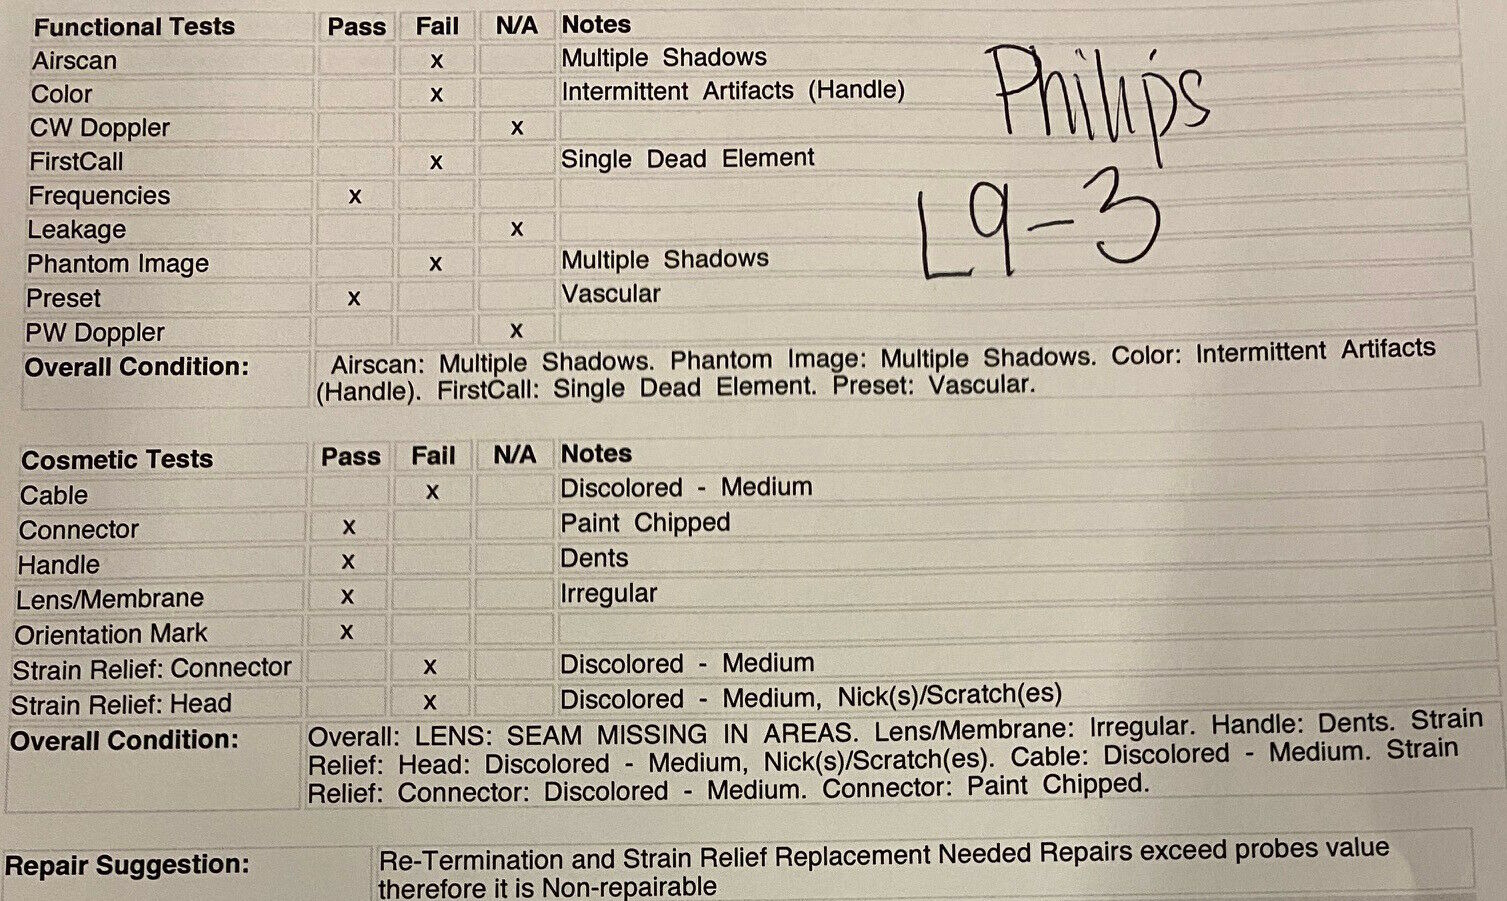 Functional Tests Pass Fail N/A Notes
Airscan x Multiple Shadows
Color x Intermittent Artifacts (Handle)
CW Doppler x
FirstCall x Single Dead Element
Frequencies x
Leakage x
Phantom Image x Multiple Shadows
Preset x Vascular
PW Doppler x
Philips
L9-3
Overall Condition: Airscan: Multiple Shadows. Phantom Image: Multiple Shadows. Color: Intermittent Artifacts
(Handle). FirstCall: Single Dead Element. Preset: Vascular.
Cosmetic Tests Pass Fail N/A Notes
Cable x Discolored - Medium
Connector x Paint Chipped
Handle x Dents
Lens/Membrane x Irregular
Orientation Mark x
Strain Relief: Connector x Discolored - Medium
Strain Relief: Head x Discolored - Medium, Nick(s)/Scratch(es)
Overall Condition: Overall: LENS: SEAM MISSING IN AREAS. Lens/Membrane: Irregular. Handle: Dents. Strain
Relief: Head: Discolored - Medium, Nick(s)/Scratch(es). Cable: Discolored - Medium. Strain
Relief: Connector: Discolored - Medium. Connector: Paint Chipped.
Repair Suggestion: Re-Termination and Strain Relief Replacement Needed Repairs exceed probes value
therefore it is Non-repairable